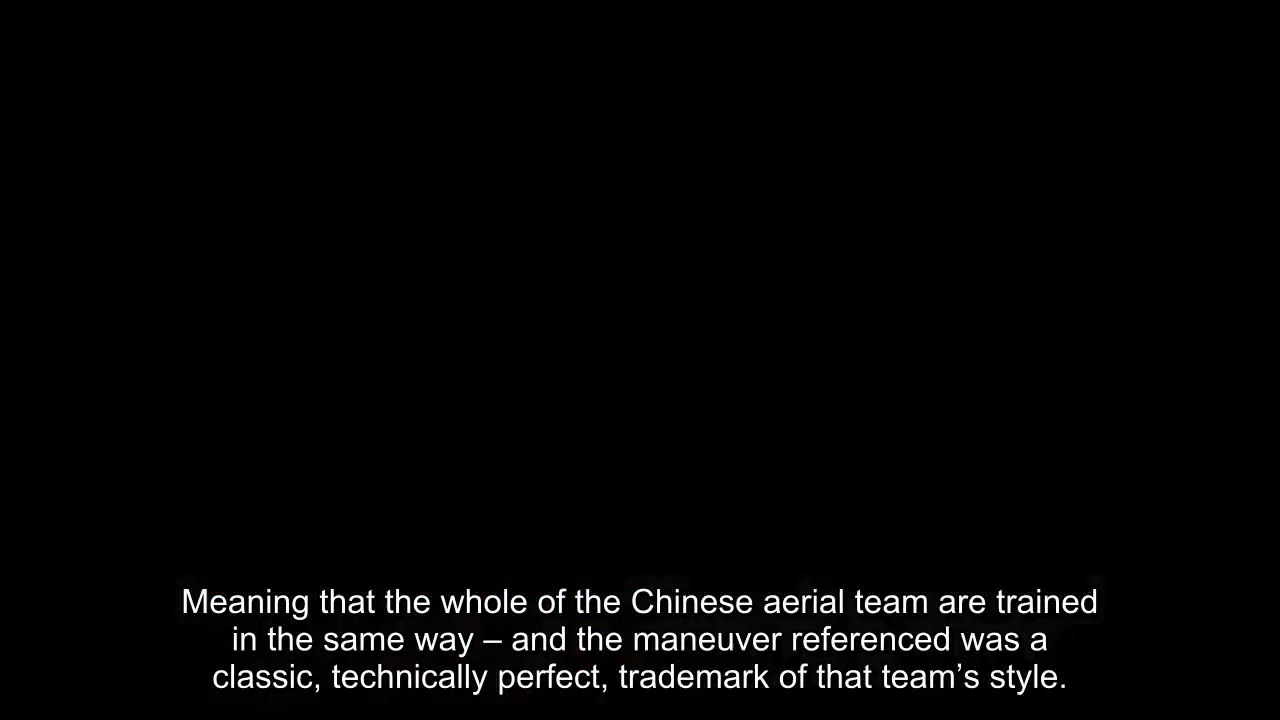 Meaning that the whole of the Chinese aerial team are trained
in the same way – and the maneuver referenced was a
classic, technically perfect, trademark of that team’s style.